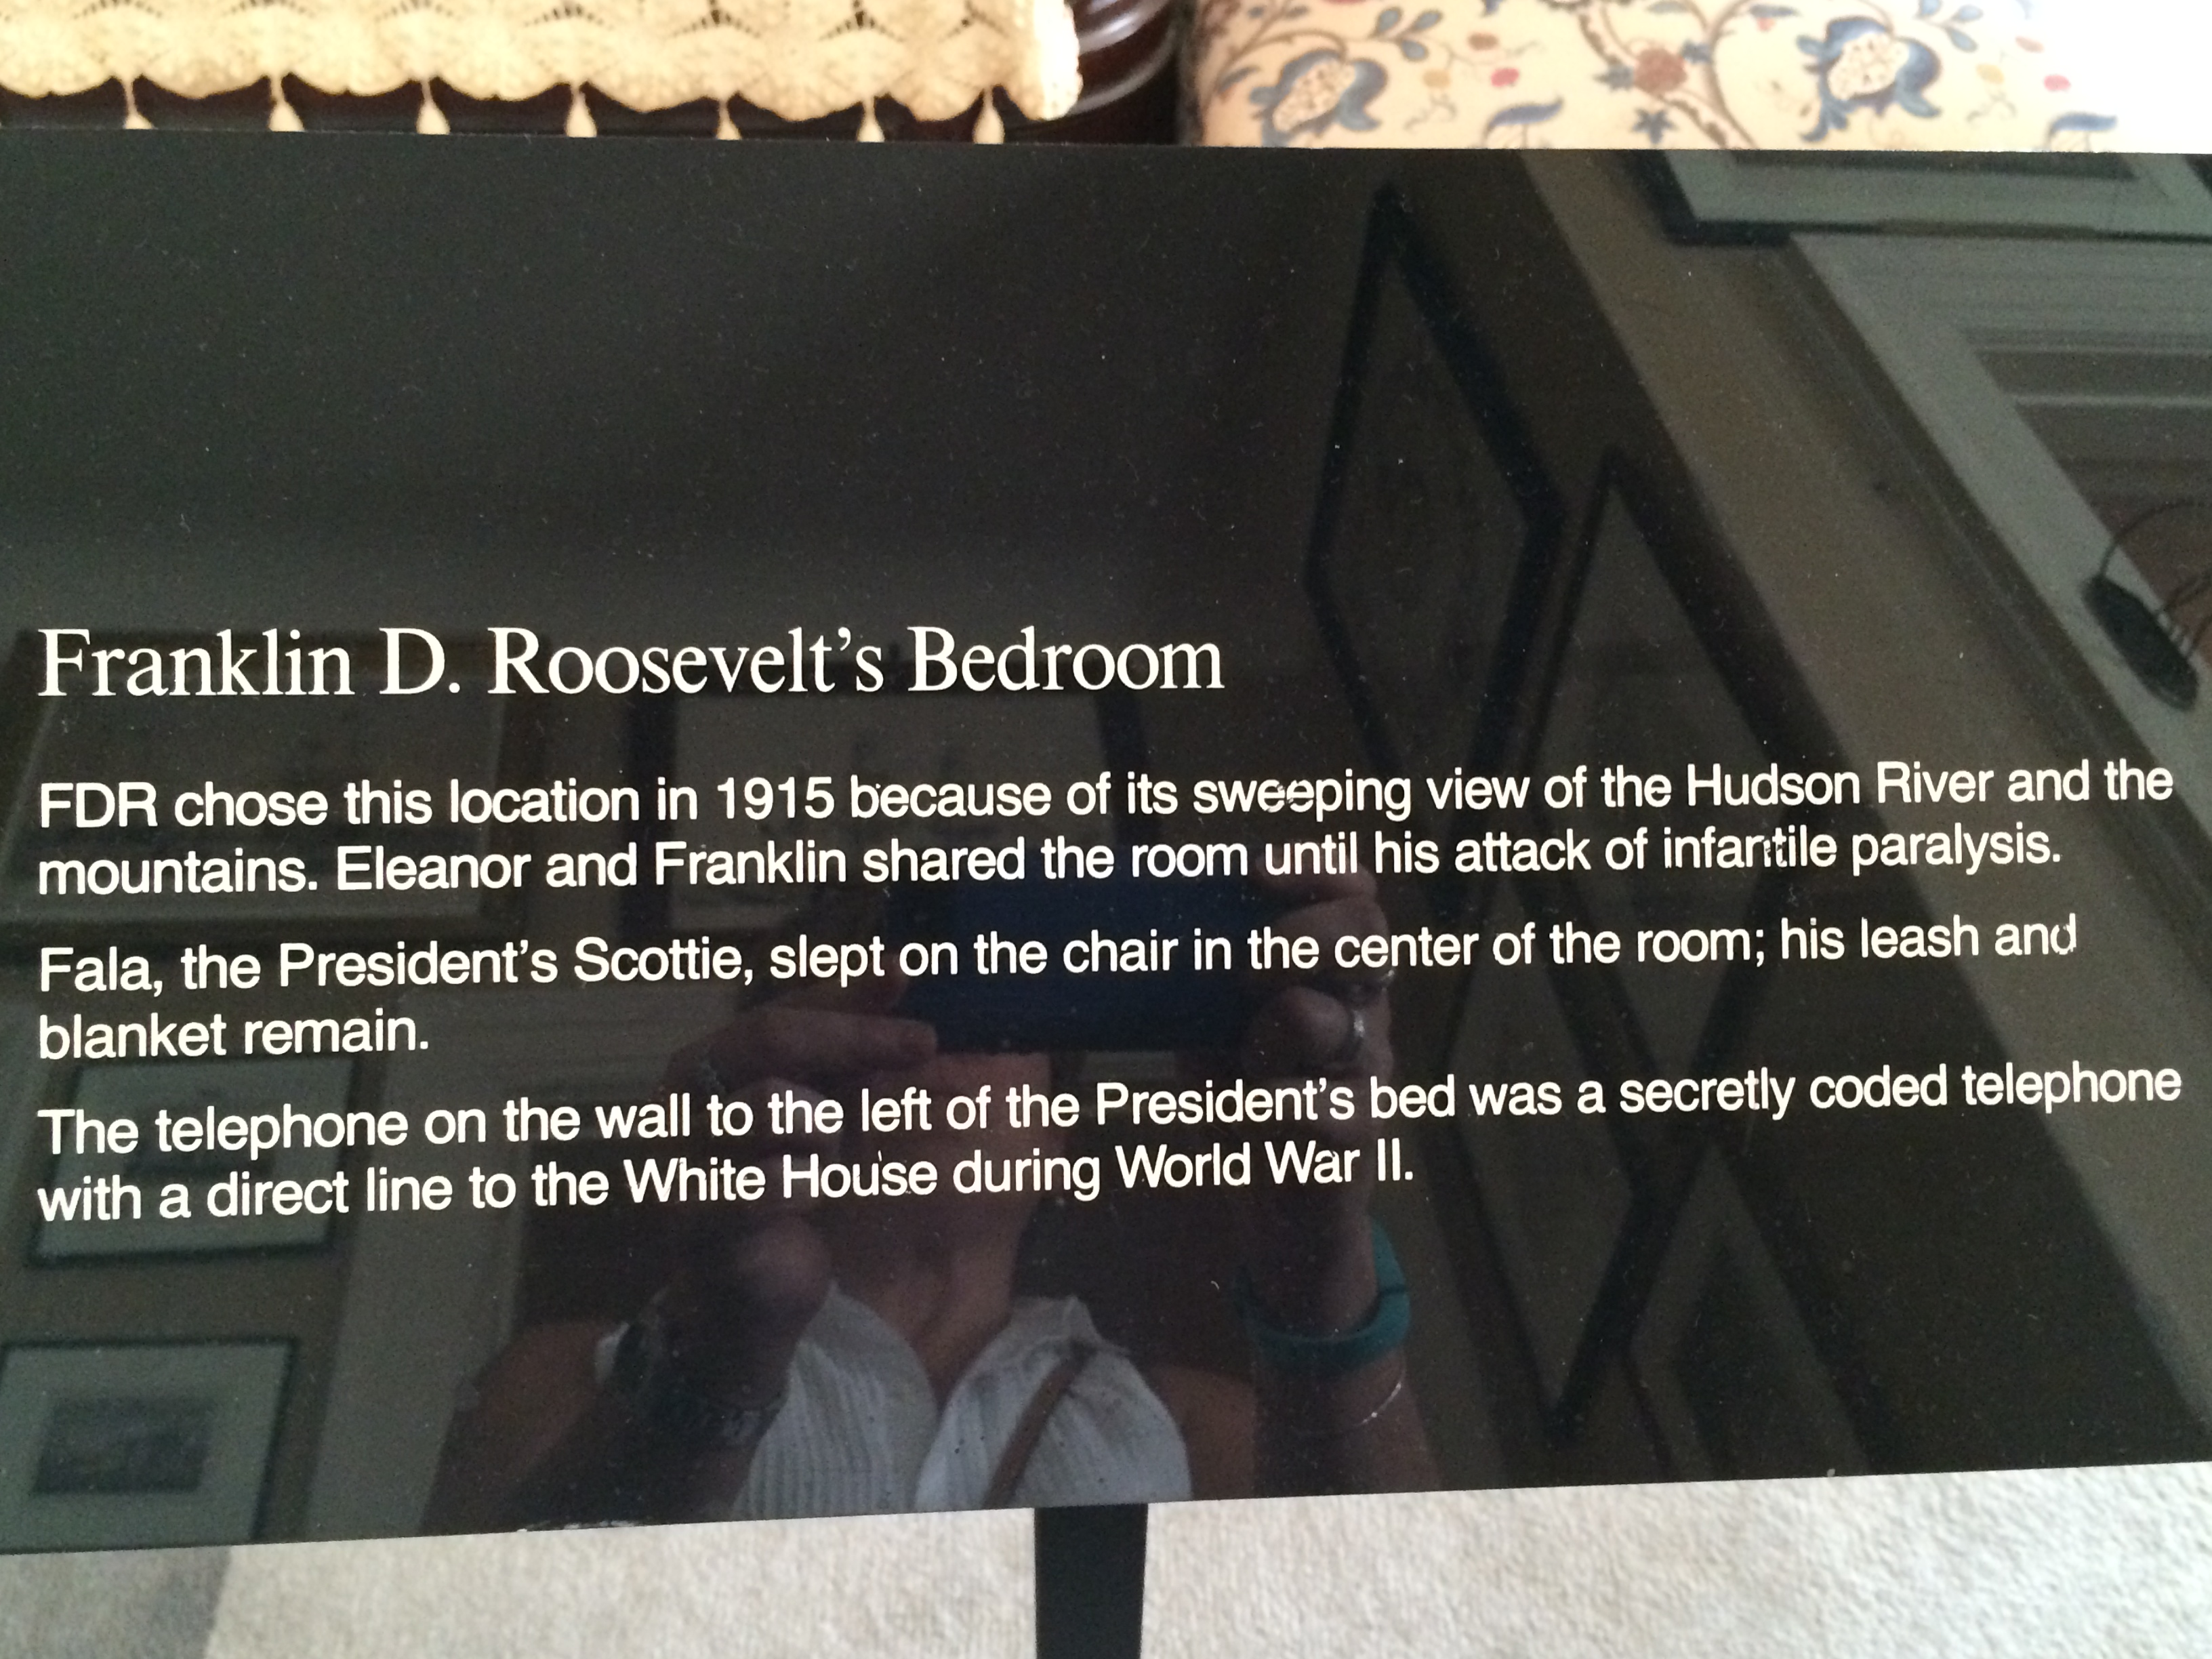 Franklin D. Roosevelt's Bedroom
FDR chose this location in 1915 because of its sweeping view of the Hudson River and the
mountains. Eleanor and Franklin shared the room until his attack of infantile paralysis.
Fala, the President's Scottie, slept on the chair in the center of the room; his leash and
blanket remain.
The telephone on the wall to the left of the President's bed was a secretly coded telephone
with a direct line to the White House during World War II.